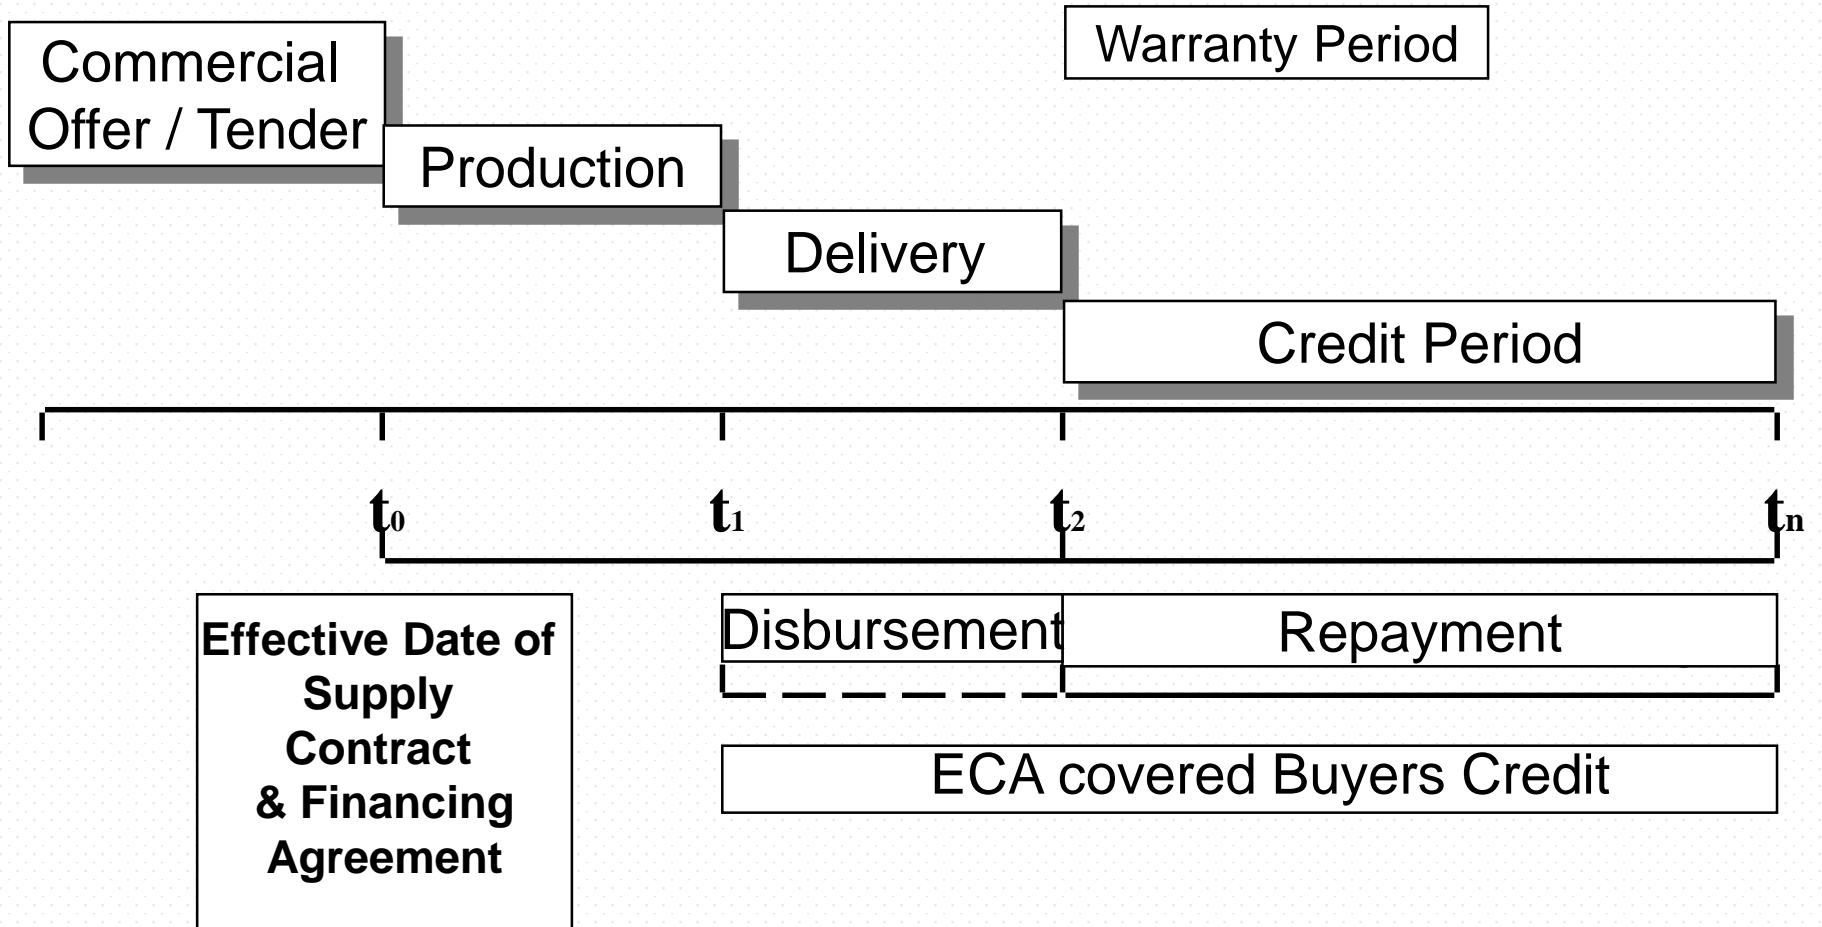 Commercial
Offer / Tender
Warranty Period
Production
Delivery
Credit Period
t0
t1
t2
tn
Effective Date of
Supply
Contract
& Financing
Agreement
Disbursement
Repayment
ECA covered Buyers Credit